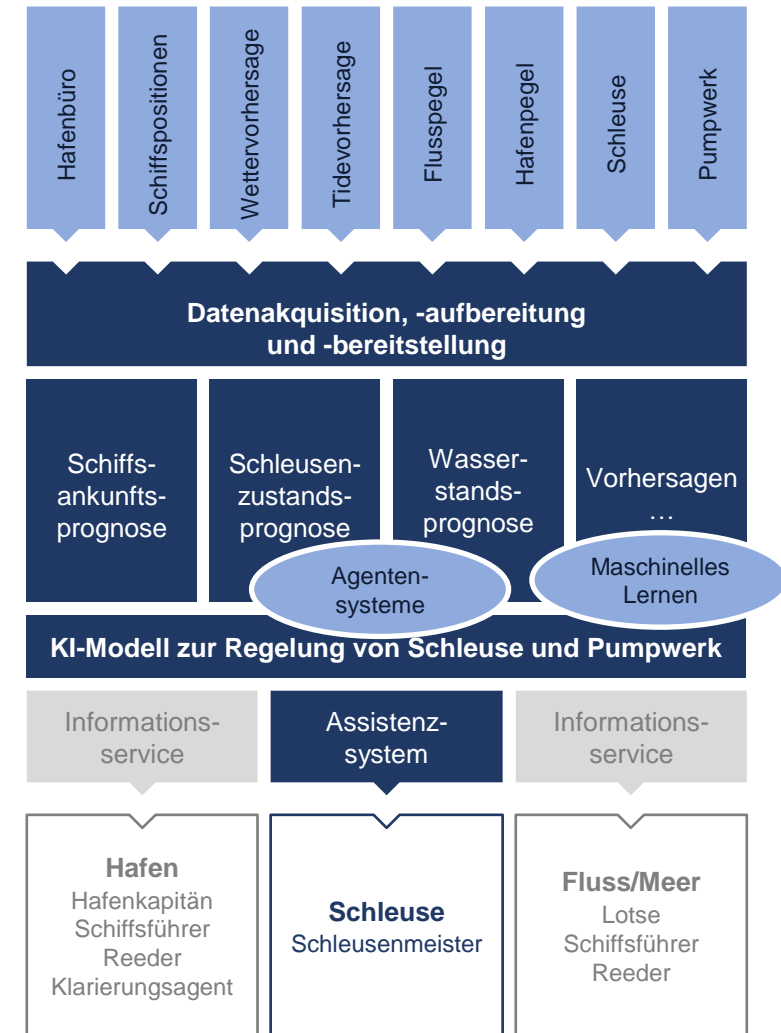 Hafenbüro
Schiffspositionen
Wettervorhersage
Tidevorhersage
Flusspegel
Hafenpegel
Schleuse
Pumpwerk
Datenakquisition, -aufbereitung
und -bereitstellung
Schiffs-
ankunfts-
prognose
Schleusen-
zustands-
prognose
Wasser-
stands-
prognose
Vorhersagen
…
Agenten-
systeme
Maschinelles
Lernen
KI-Modell zur Regelung von Schleuse und Pumpwerk
Informations-
service
Assistenz-
system
Informations-
service
Hafen
Hafenkapitän
Schiffsführer
Reeder
Klarierungsagent
Schleuse
Schleusenmeister
Fluss/Meer
Lotse
Schiffsführer
Reeder